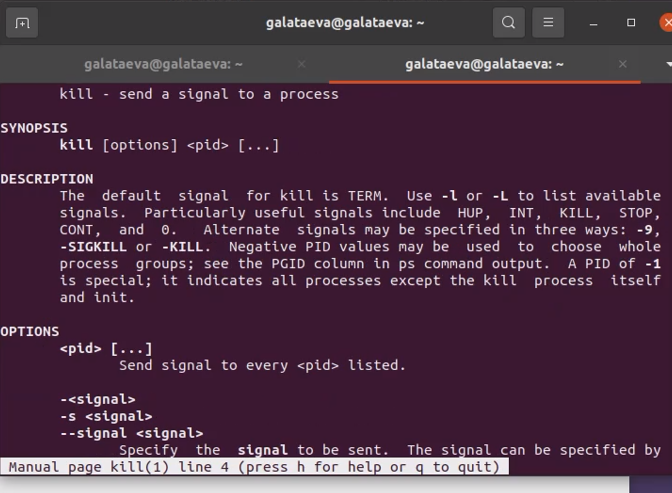 galataeva@galataeva: ~
galataeva@galataeva: ~
galataeva@galataeva: ~
kill - send a signal to a process
SYNOPSIS
kill [options] <pid> [...]
DESCRIPTION
The default signal for kill is TERM. Use -l or -L to list available
signals. Particularly useful signals include HUP, INT, KILL, STOP,
CONT, and 0. Alternate signals may be specified in three ways: -9,
-SIGKILL or -KILL. Negative PID values may be used to choose whole
process groups; see the PGID column in ps command output. A PID of -1
is special; it indicates all processes except the kill process itself
and init.
OPTIONS
<pid> [...]
Send signal to every <pid> listed.
-<signal>
-s <signal>
--signal <signal>
Specify the signal to be sent. The signal can be specified by
Manual page kill(1) line 4 (press h for help or q to quit)